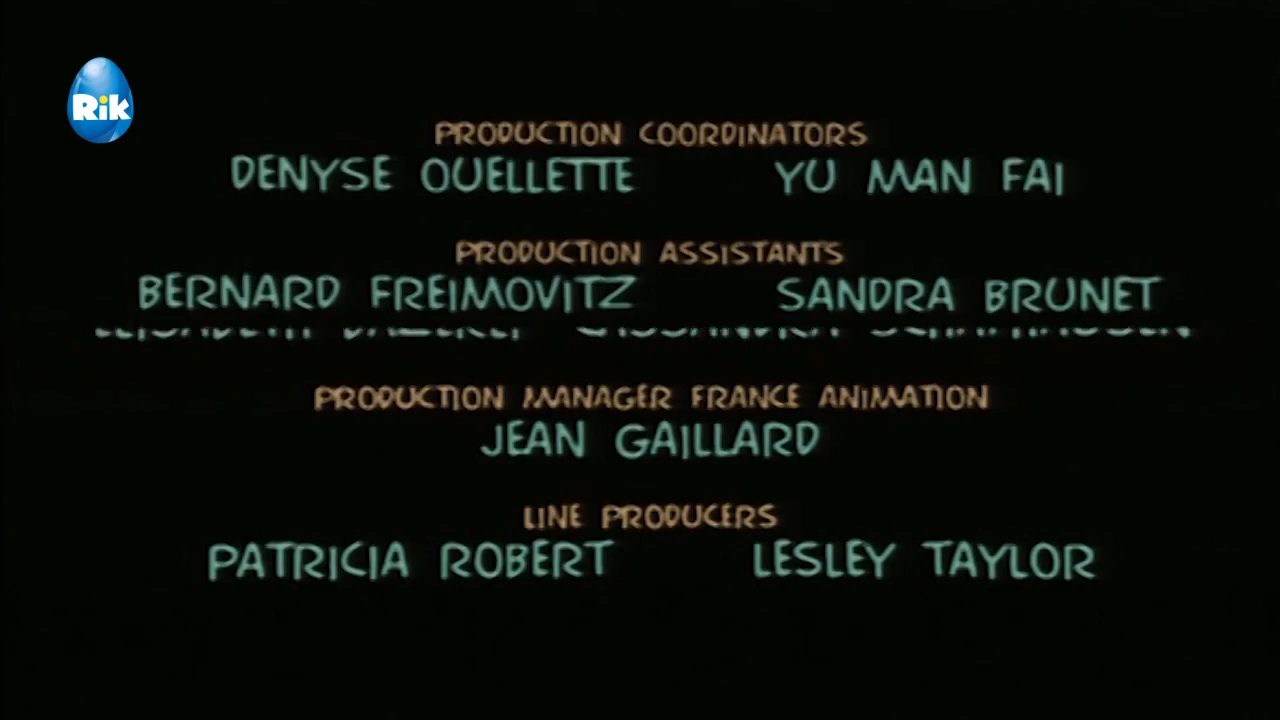 Rik
PRODUCTION COORDINATORS
DENYSE OUELLETTE YU MAN FAI
PRODUCTION ASSISTANTS
BERNARD FREIMOVITZ SANDRA BRUNET
PRODUCTION MANAGER FRANCE ANIMATION
JEAN GAILLARD
LINE PRODUCERS
PATRICIA ROBERT LESLEY TAYLOR